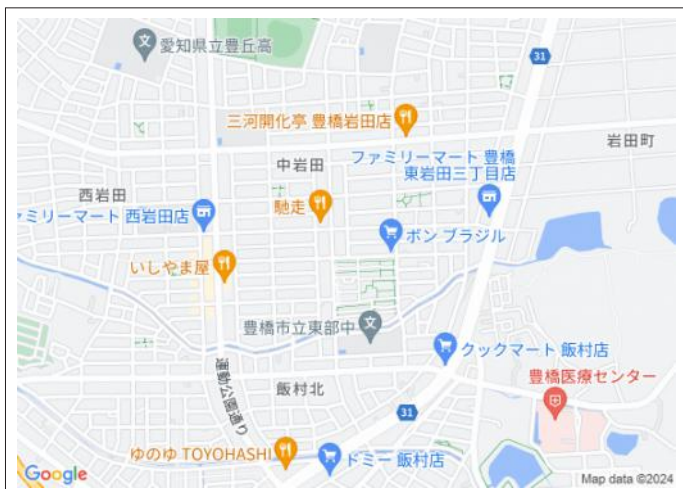 愛知県立豊丘高
31
三河開化亭 豊橋岩田店
岩田町
中岩田
ファミリーマート 豊橋
東岩田三丁目店
西岩田
ァミリーマート 西岩田店
馳走
ボン ブラジル
いしやま屋
豊橋市立東部中
クックマート 飯村店
運動公園通り
豊橋医療センター
飯村北
31
ゆのゆ TOYOHASHI
ドミー 飯村店
Google
Map data ©2024